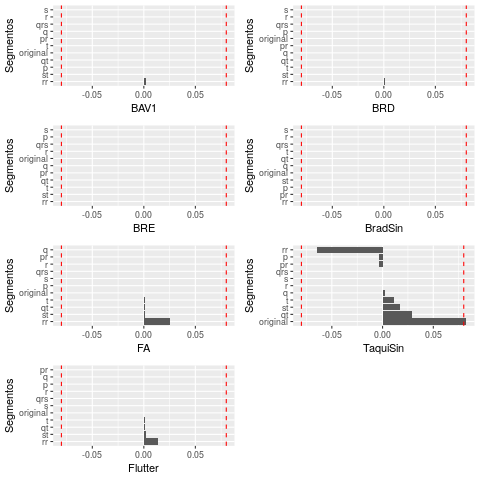 Segmentos
s
r
qrs
q
pr
t
original
qt
p
st
rr
-0.05 0.00 0.05
BAV1
Segmentos
s
r
qrs
p
original
pr
q
qt
t
st
rr
-0.05 0.00 0.05
BRD
Segmentos
s
p
qrs
r
original
q
pr
qt
t
st
rr
-0.05 0.00 0.05
BRE
Segmentos
s
r
qrs
t
qt
q
original
st
p
pr
rr
-0.05 0.00 0.05
BradSin
Segmentos
q
p
pr
r
qrs
s
original
t
qt
st
rr
-0.05 0.00 0.05
FA
Segmentos
rr
p
pr
r
qrs
s
q
t
st
qt
original
-0.05 0.00 0.05
TaquiSin
Segmentos
pr
q
p
r
qrs
s
original
t
qt
st
rr
-0.05 0.00 0.05
Flutter